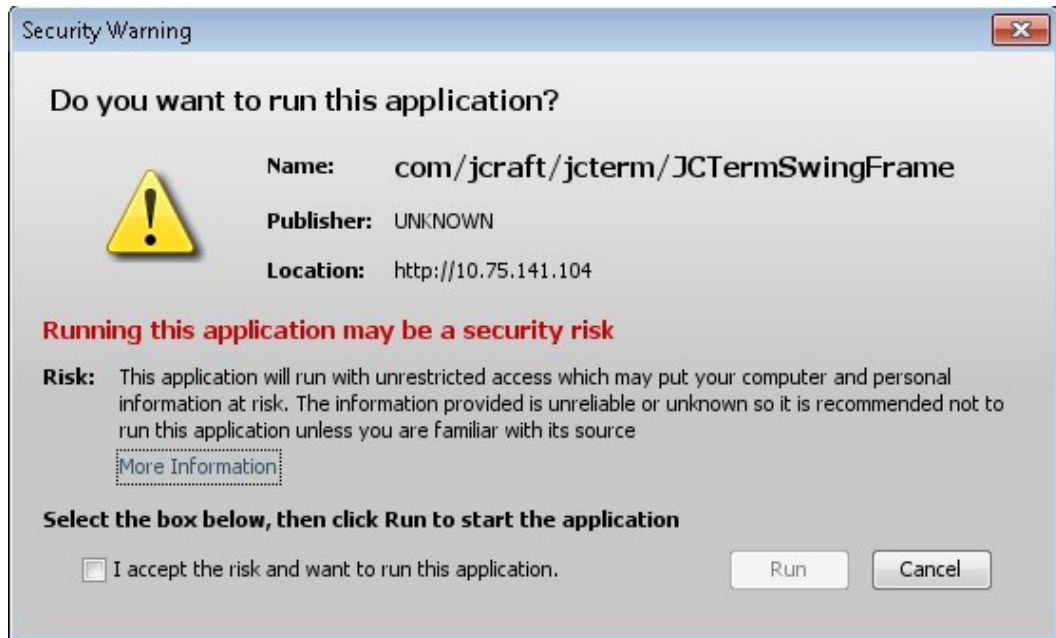 Security Warning
Do you want to run this application?
Name: com/jcraft/jcterm/JCTermSwingFrame
Publisher: UNKNOWN
Location: http://10.75.141.104
Running this application may be a security risk
Risk: This application will run with unrestricted access which may put your computer and personal
information at risk. The information provided is unreliable or unknown so it is recommended not to
run this application unless you are familiar with its source
More Information
Select the box below, then click Run to start the application
I accept the risk and want to run this application. Run Cancel